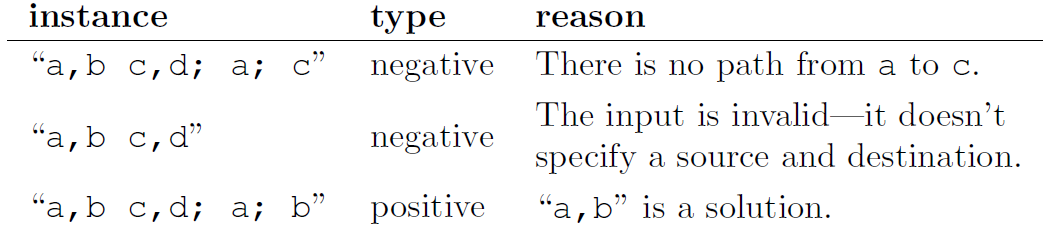 instance type reason
“a,b c,d; a; c” negative There is no path from a to c.
“a,b c,d” negative The input is invalid—it doesn’t
specify a source and destination.
“a,b c,d; a; b” positive “a,b” is a solution.